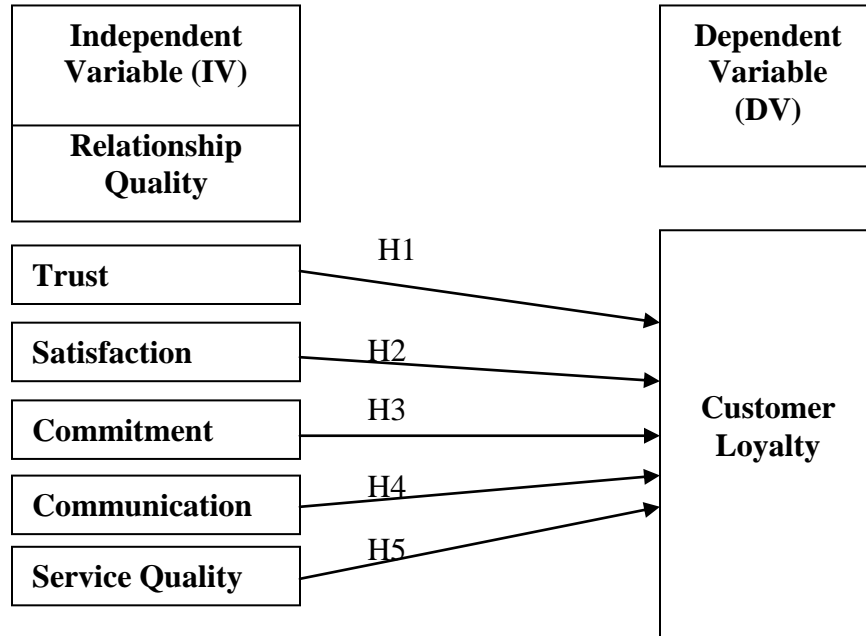 Independent
Variable (IV)
Relationship
Quality
Dependent
Variable
(DV)
Trust
H1
Satisfaction
H2
Commitment
H3
Communication
H4
Service Quality
H5
Customer
Loyalty